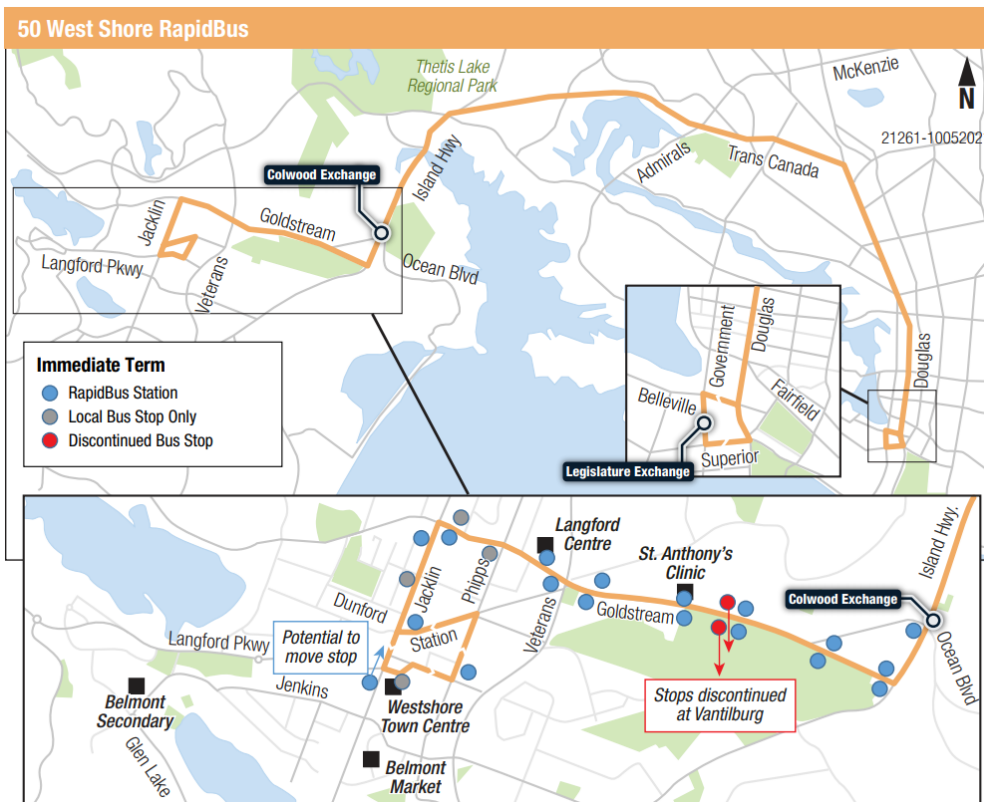 50 West Shore RapidBus
Thetis Lake
Regional Park
McKenzie
N
21261-1005202
Admirals
Trans Canada
Island Hwy
Colwood Exchange
Jacklin
Goldstream
Langford Pkwy
Veterans
Ocean Blvd
Douglas
Government
Douglas
Belleville
Fairfield
Superior
Legislature Exchange
Immediate Term
RapidBus Station
Local Bus Stop Only
Discontinued Bus Stop
Langford
Centre
St. Anthony's
Clinic
Island Hwy.
Colwood Exchange
Ocean Blvd
Jacklin
Phipps
Dunford
Veterans
Goldstream
Station
Langford Pkwy
Potential to
move stop
Jenkins
Stops discontinued
at Vantilburg
Belmont
Secondary
Westshore
Town Centre
Glen Lake
Belmont
Market